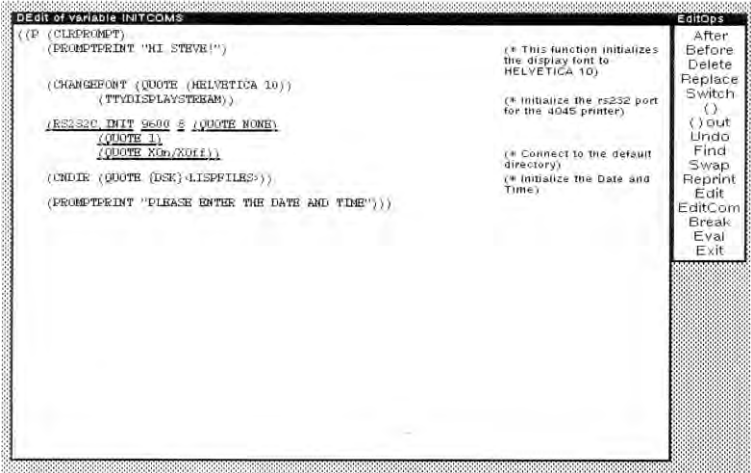 DEdit of variable INITCOMS
((P (CLRPROMPT)
(PROMPTPRINT "HI STEVE!")
(* This function initializes
the display font to
HELVETICA 10)
(CHANGEFONT (QUOTE (HELVETICA 10))
(TTYDISPLAYSTREAM))
(* Initialize the rs232 port
for the 4045 printer)
(RS232C.INIT 9600 8 (QUOTE NONE)
(QUOTE 1)
(QUOTE XOn/XOff))
(* Connect to the default
directory)
(CNDIR (QUOTE {DSK}<LISPFILES>))
(* Initialize the Date and
Time)
(PROMPTPRINT "PLEASE ENTER THE DATE AND TIME")))
EditOps
After
Before
Delete
Replace
Switch
()
() out
Undo
Find
Swap
Reprint
Edit
EditCom
Break
Eval
Exit